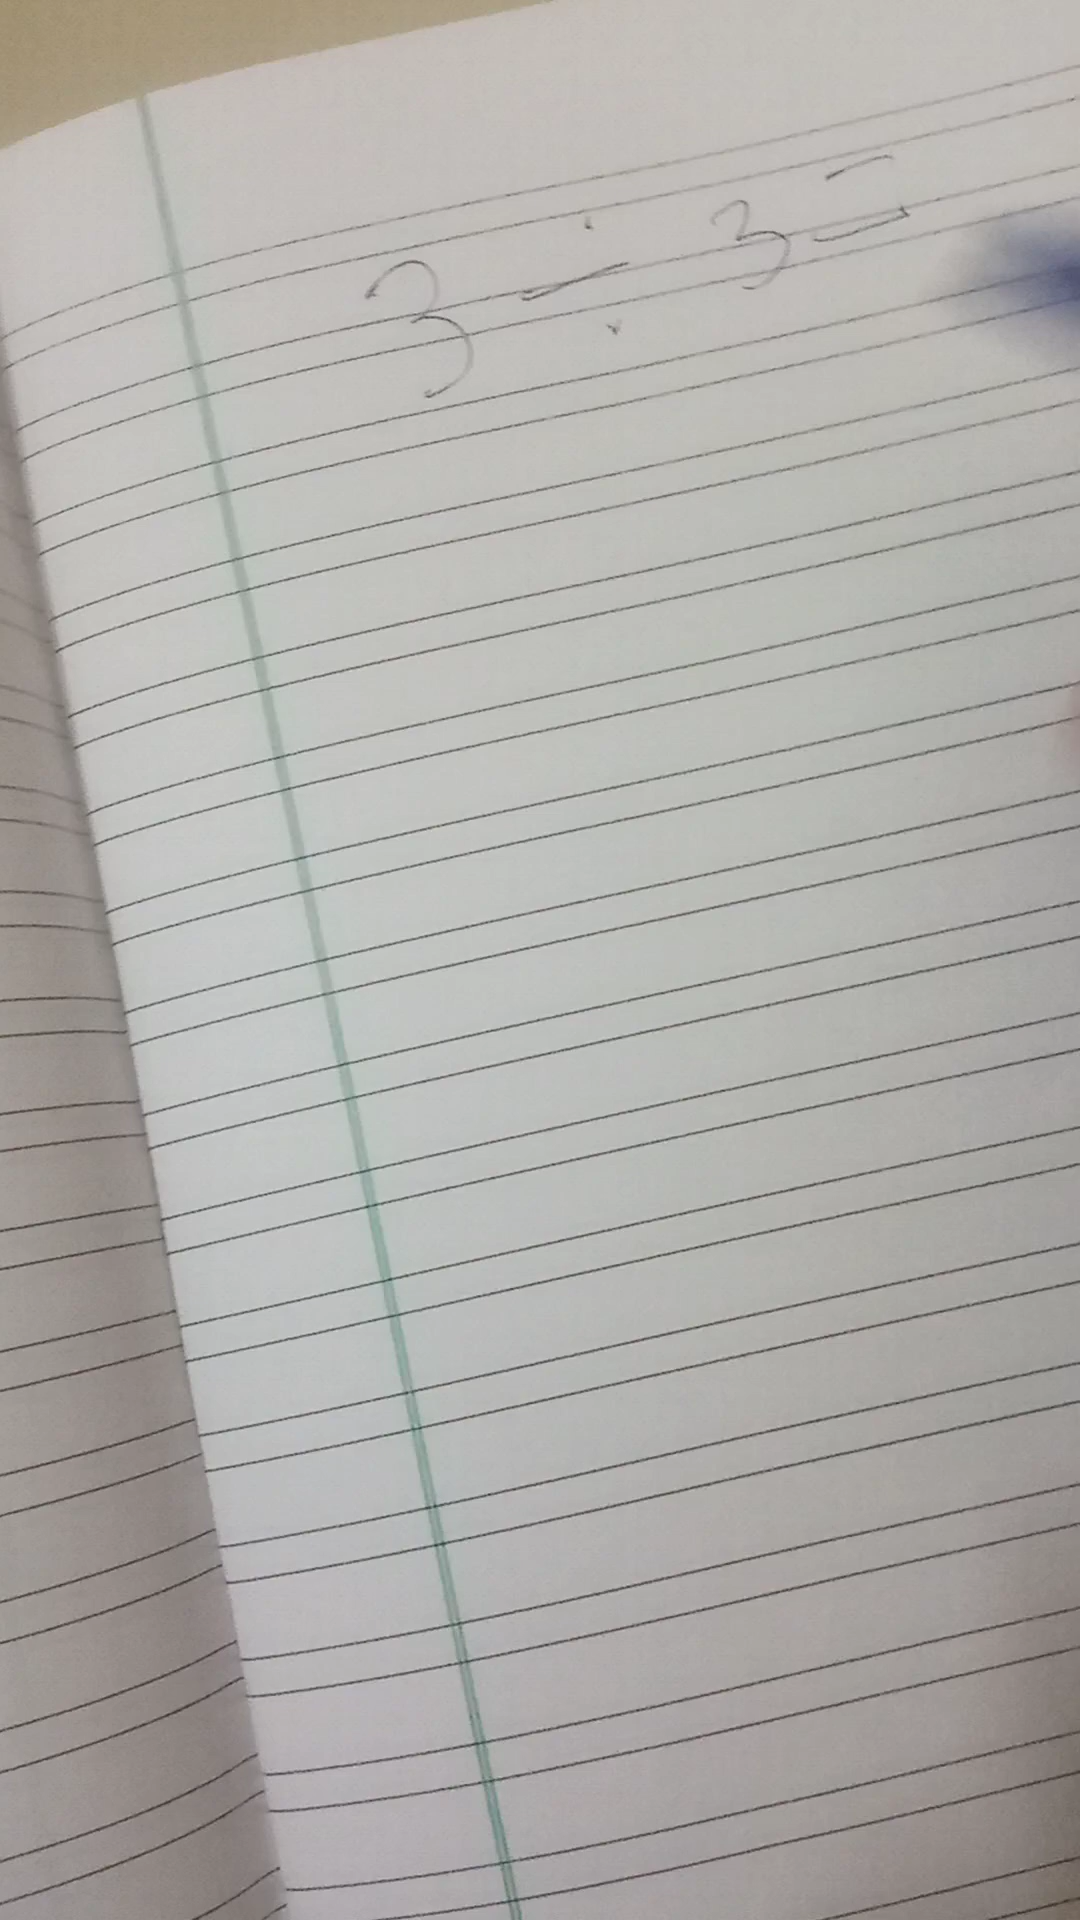 3 ÷ 3 =